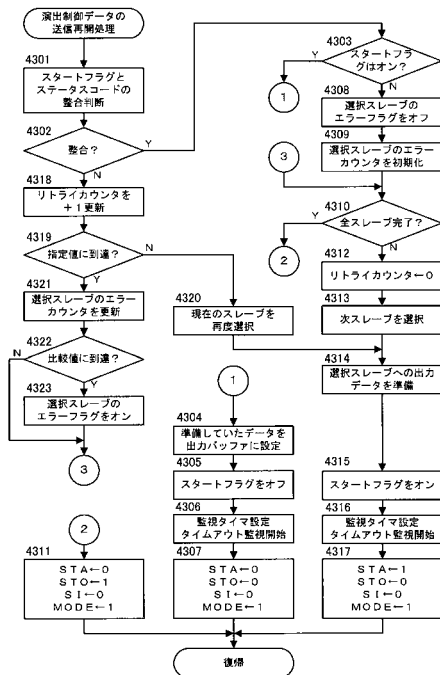 演出制御データの
送信再開処理
4301
スタートフラグと
ステータスコードの
整合判断
4302
整合？
Y
N
4318
リトライカウンタを
＋１更新
4319
指定値に到達？
N
Y
4321
選択スレーブのエラー
カウンタを更新
4322
N
比較値に到達？
Y
4323
選択スレーブの
エラーフラグをオン
3
4320
現在のスレーブを
再度選択
4303
Y
スタートフラ
グはオン？
1
N
4308
選択スレーブの
エラーフラグをオフ
4309
選択スレーブのエラー
カウンタを初期化
3
4310
Y
全スレーブ完了？
2
N
4312
リトライカウンタ←０
4313
次スレーブを選択
4314
選択スレーブへの出力
データを準備
1
4304
準備していたデータを
出力バッファに設定
4305
スタートフラグをオフ
4306
監視タイマ設定
タイムアウト監視開始
4307
ＳＴＡ←0
ＳＴＯ←0
ＳＩ←0
ＭＯＤＥ←1
4315
スタートフラグをオン
4316
監視タイマ設定
タイムアウト監視開始
4317
ＳＴＡ←1
ＳＴＯ←0
ＳＩ←0
ＭＯＤＥ←1
2
4311
ＳＴＡ←0
ＳＴＯ←1
ＳＩ←0
ＭＯＤＥ←1
復帰